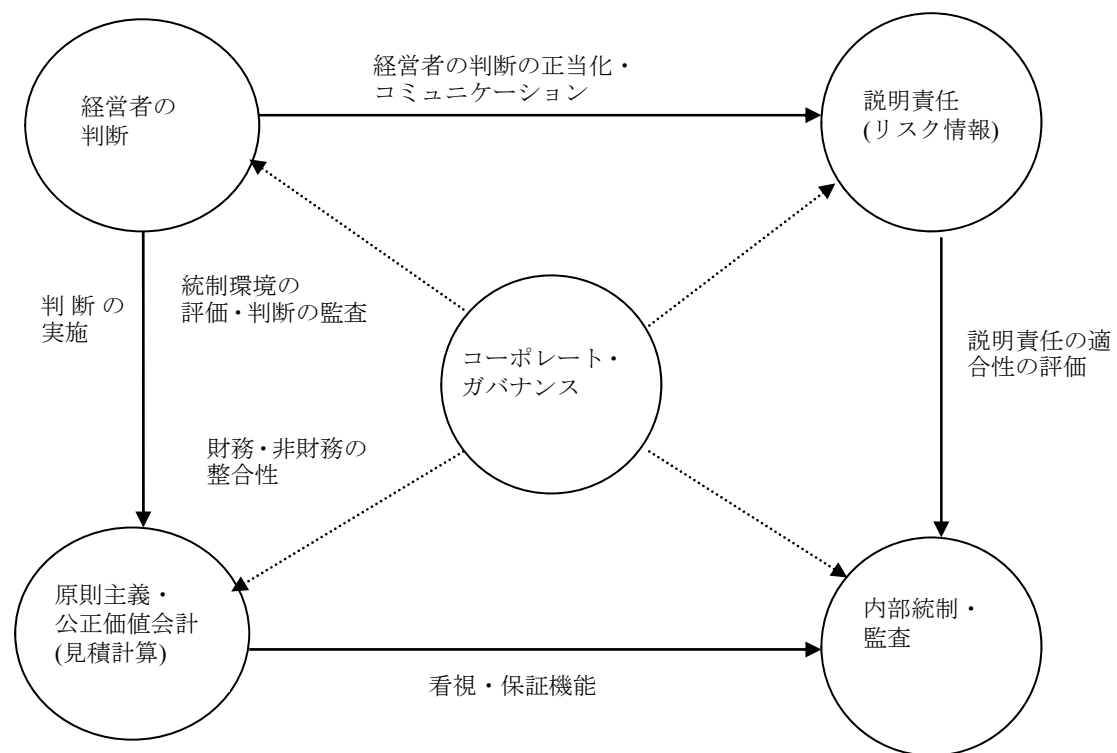 経営者の判断の正当化・
コミュニケーション
経営者の
判断
説明責任
(リスク情報)
統制環境の
評価・判断の監査
判 断 の
実施
コーポレート・
ガバナンス
説明責任の適
合性の評価
財務・非財務の
整合性
原則主義・
公正価値会計
(見積計算)
内部統制・
監査
看視・保証機能